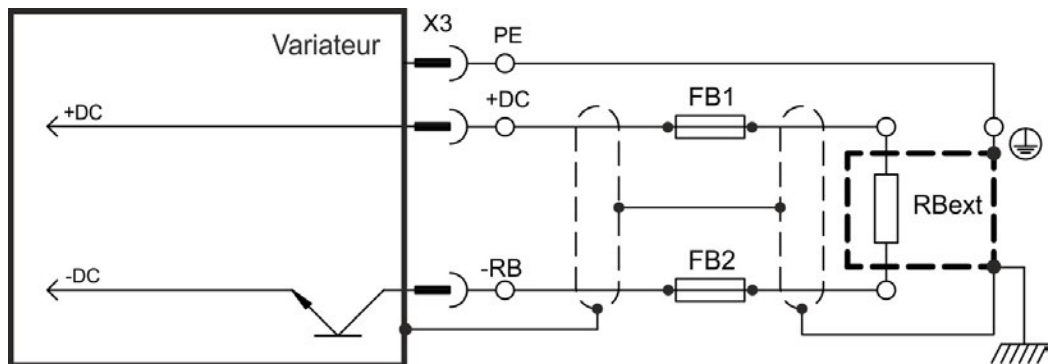 Variateur
X3
PE
+DC
+DC
FB1
RBext
-DC
-RB
FB2